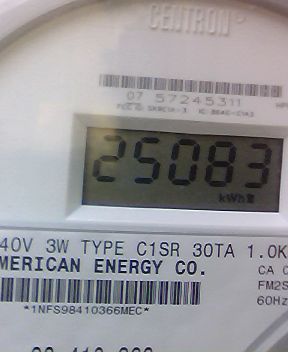 CENTRON®
07 57245311
25083
kWh
40V 3W TYPE C1SR 30TA 1.0K
MERICAN ENERGY CO. CA
FM2S
*1NFS98410366MEC* 60Hz